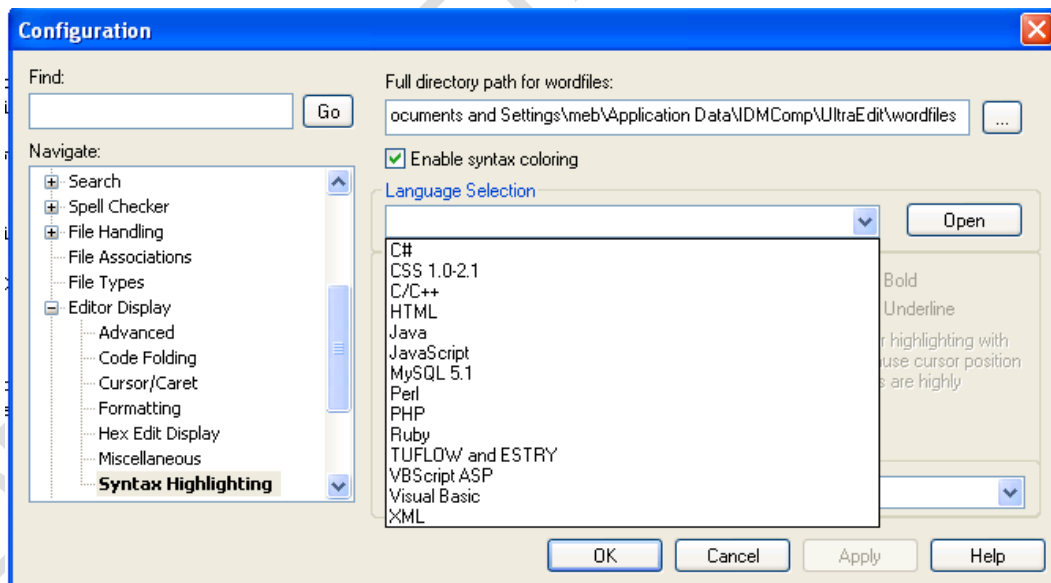 Configuration
Find:
Go
Navigate:
Search
Spell Checker
File Handling
File Associations
File Types
Editor Display
Advanced
Code Folding
Cursor/Caret
Formatting
Hex Edit Display
Miscellaneous
Syntax Highlighting
Full directory path for wordfiles:
ocuments and Settings\meb\Application Data\IDMComp\UltraEdit\wordfiles
...
Enable syntax coloring
Language Selection
Open
C#
CSS 1.0-2.1
C/C++
HTML
Java
JavaScript
MySQL 5.1
Perl
PHP
Ruby
TUFLOW and ESTRY
VBScript ASP
Visual Basic
XML
Bold
Underline
r highlighting with
use cursor position
s are highly
OK
Cancel
Apply
Help